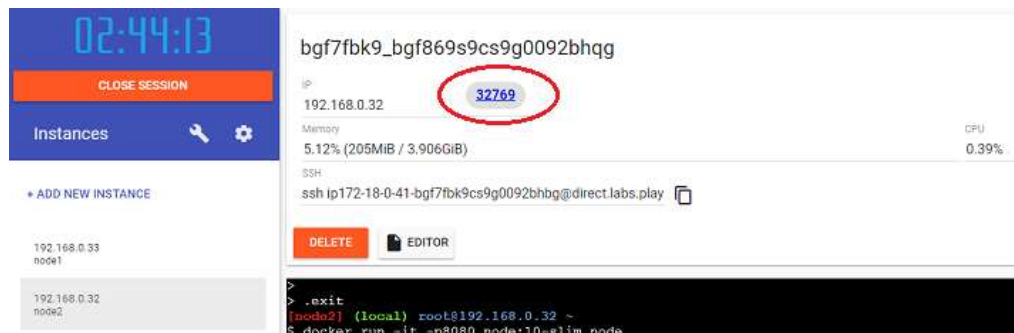 02:44:13
CLOSE SESSION
Instances
+ ADD NEW INSTANCE
192.168.0.33
node1
192.168.0.32
node2
bgf7fbk9_bgf869s9cs9g0092bhqg
IP
192.168.0.32
32769
Memory
5.12% (205MiB / 3.906GiB)
CPU
0.39%
SSH
ssh ip172-18-0-41-bgf7fbk9cs9g0092bhbg@direct.labs.play
DELETE
EDITOR
>
> .exit
[node2] (local) root@192.168.0.32 ~
$ docker run -it -p8080 node:10-slim node